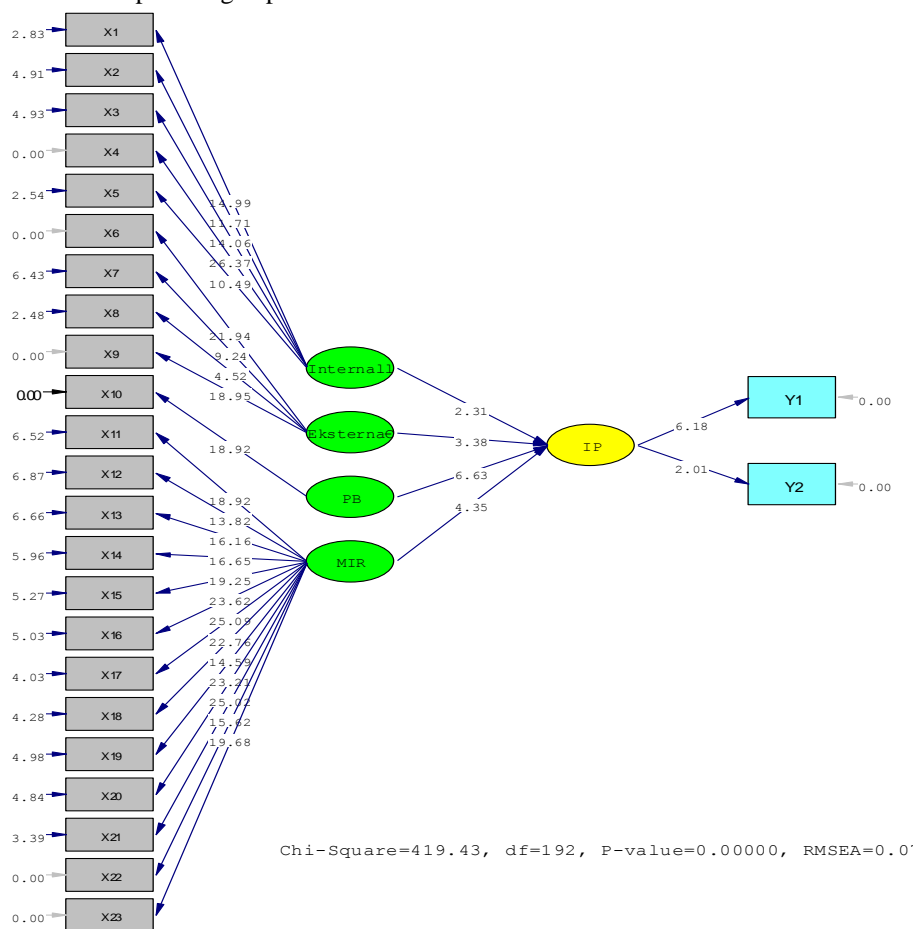 2.83 X1
4.91 X2
4.93 X3
0.00 X4
2.54 X5
0.00 X6
6.43 X7
2.48 X8
0.00 X9
0.00 X10
6.52 X11
6.87 X12
6.66 X13
5.96 X14
5.27 X15
5.03 X16
4.03 X17
4.28 X18
4.98 X19
4.84 X20
3.39 X21
0.00 X22
0.00 X23
14.99
11.71
14.06
26.37
10.49
21.94
9.24
4.52
18.95
18.92
18.92
13.82
16.16
16.65
19.25
23.62
25.09
22.76
14.59
23.21
25.02
15.62
19.68
Internal1
PB
MIR
2.31
3.38
6.63
4.35
IP
6.18
2.01
Y1 0.00
Y2 0.00
Chi-Square=419.43, df=192, P-value=0.00000, RMSEA=0.07